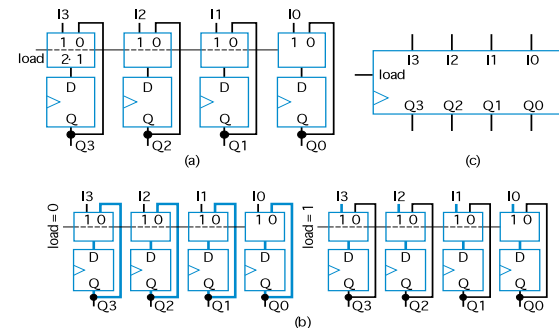 I3 I2 I1 I0
1 0 1 0 1 0 1 0
load 2·1
D D D D
Q Q Q Q
Q3 Q2 Q1 Q0
(a)
I3 I2 I1 I0
load
Q3 Q2 Q1 Q0
(c)
I3 I2 I1 I0
1 0 1 0 1 0 1 0
load = 0
D D D D
Q Q Q Q
Q3 Q2 Q1 Q0
I3 I2 I1 I0
1 0 1 0 1 0 1 0
load = 1
D D D D
Q Q Q Q
Q3 Q2 Q1 Q0
(b)